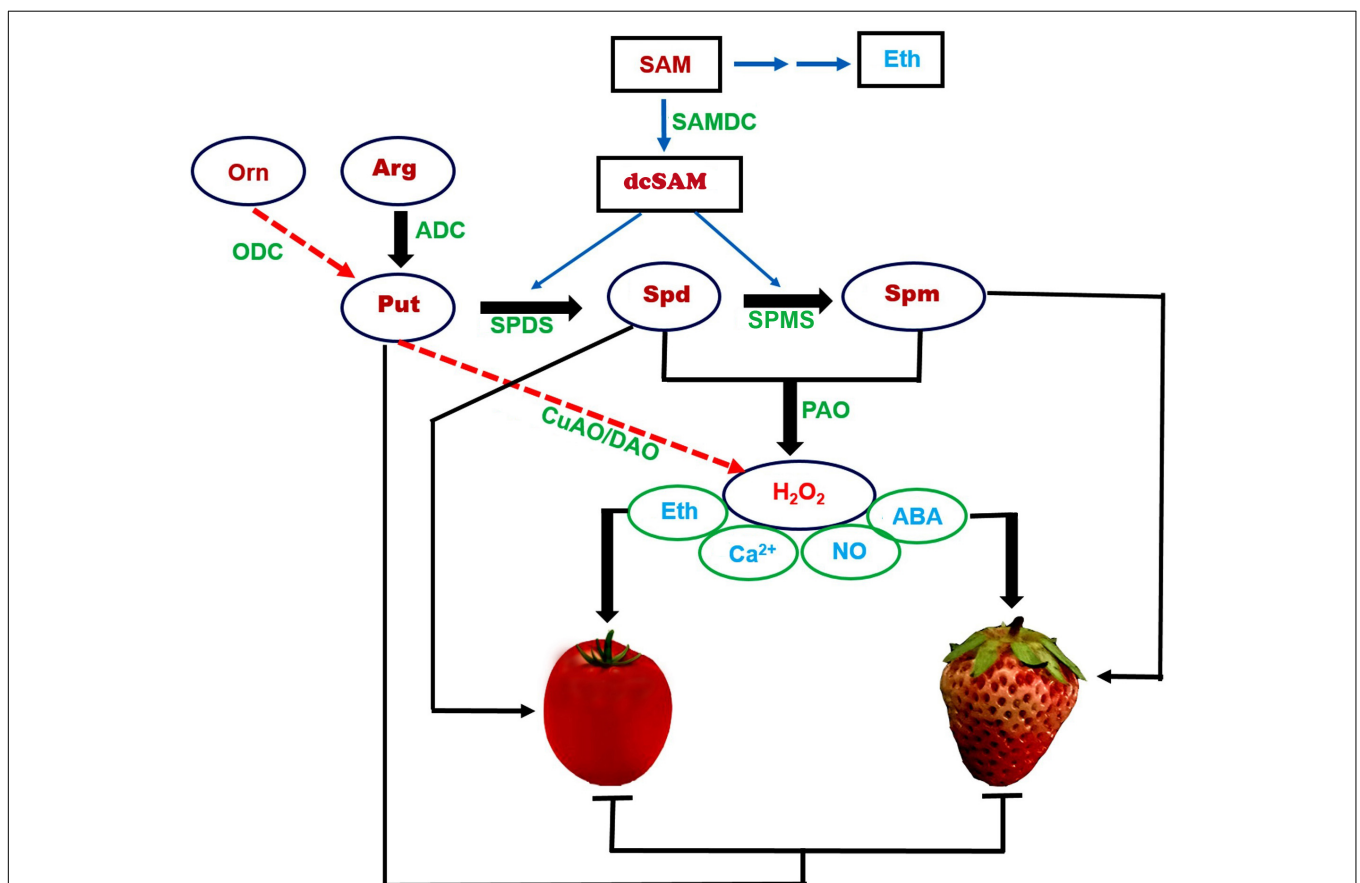 SAM
Eth
SAMDC
Orn
Arg
dcSAM
ODC
ADC
Put
Spd
Spm
SPDS
SPMS
CuAO/DAO
PAO
H₂O₂
Eth
ABA
Ca²⁺
NO